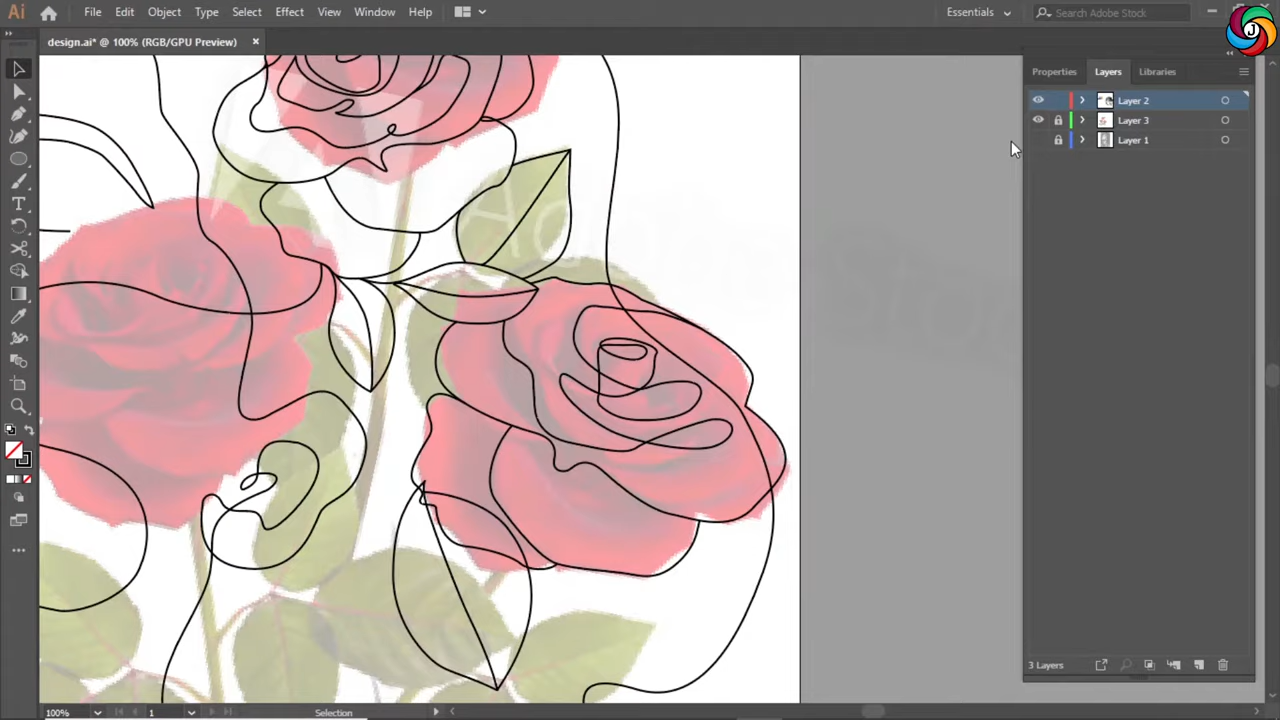 Ai File Edit Object Type Select Effect View Window Help Essentials Search Adobe Stock
design.ai* @ 100% (RGB/GPU Preview)
Properties Layers Libraries
Layer 2
Layer 3
Layer 1
3 Layers
100% 1 Selection
J